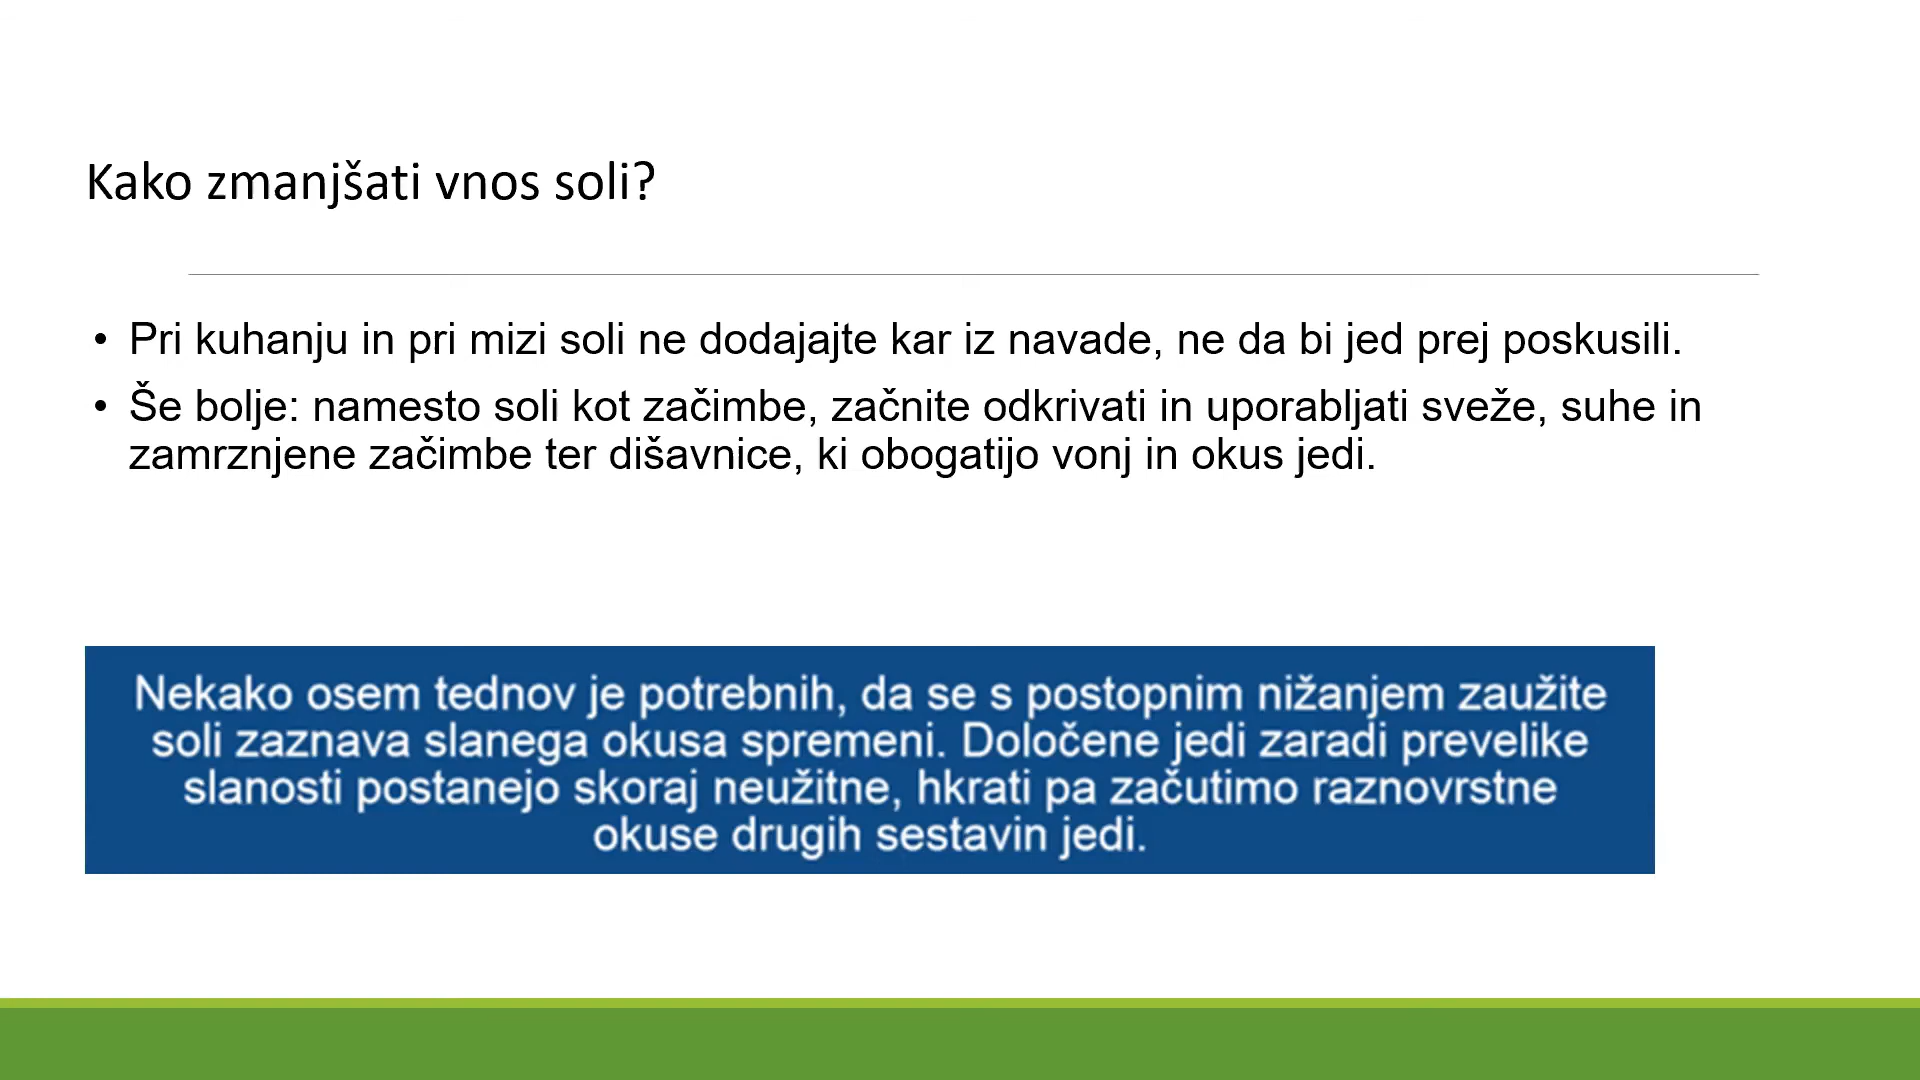 Kako zmanjšati vnos soli?
• Pri kuhanju in pri mizi soli ne dodajajte kar iz navade, ne da bi jed prej poskusili.
• Še bolje: namesto soli kot začimbe, začnite odkrivati in uporabljati sveže, suhe in
zamrznjene začimbe ter dišavnice, ki obogatijo vonj in okus jedi.
Nekako osem tednov je potrebnih, da se s postopnim nižanjem zaužite
soli zaznava slanega okusa spremeni. Določene jedi zaradi prevelike
slanosti postanejo skoraj neužitne, hkrati pa začutimo raznovrstne
okuse drugih sestavin jedi.